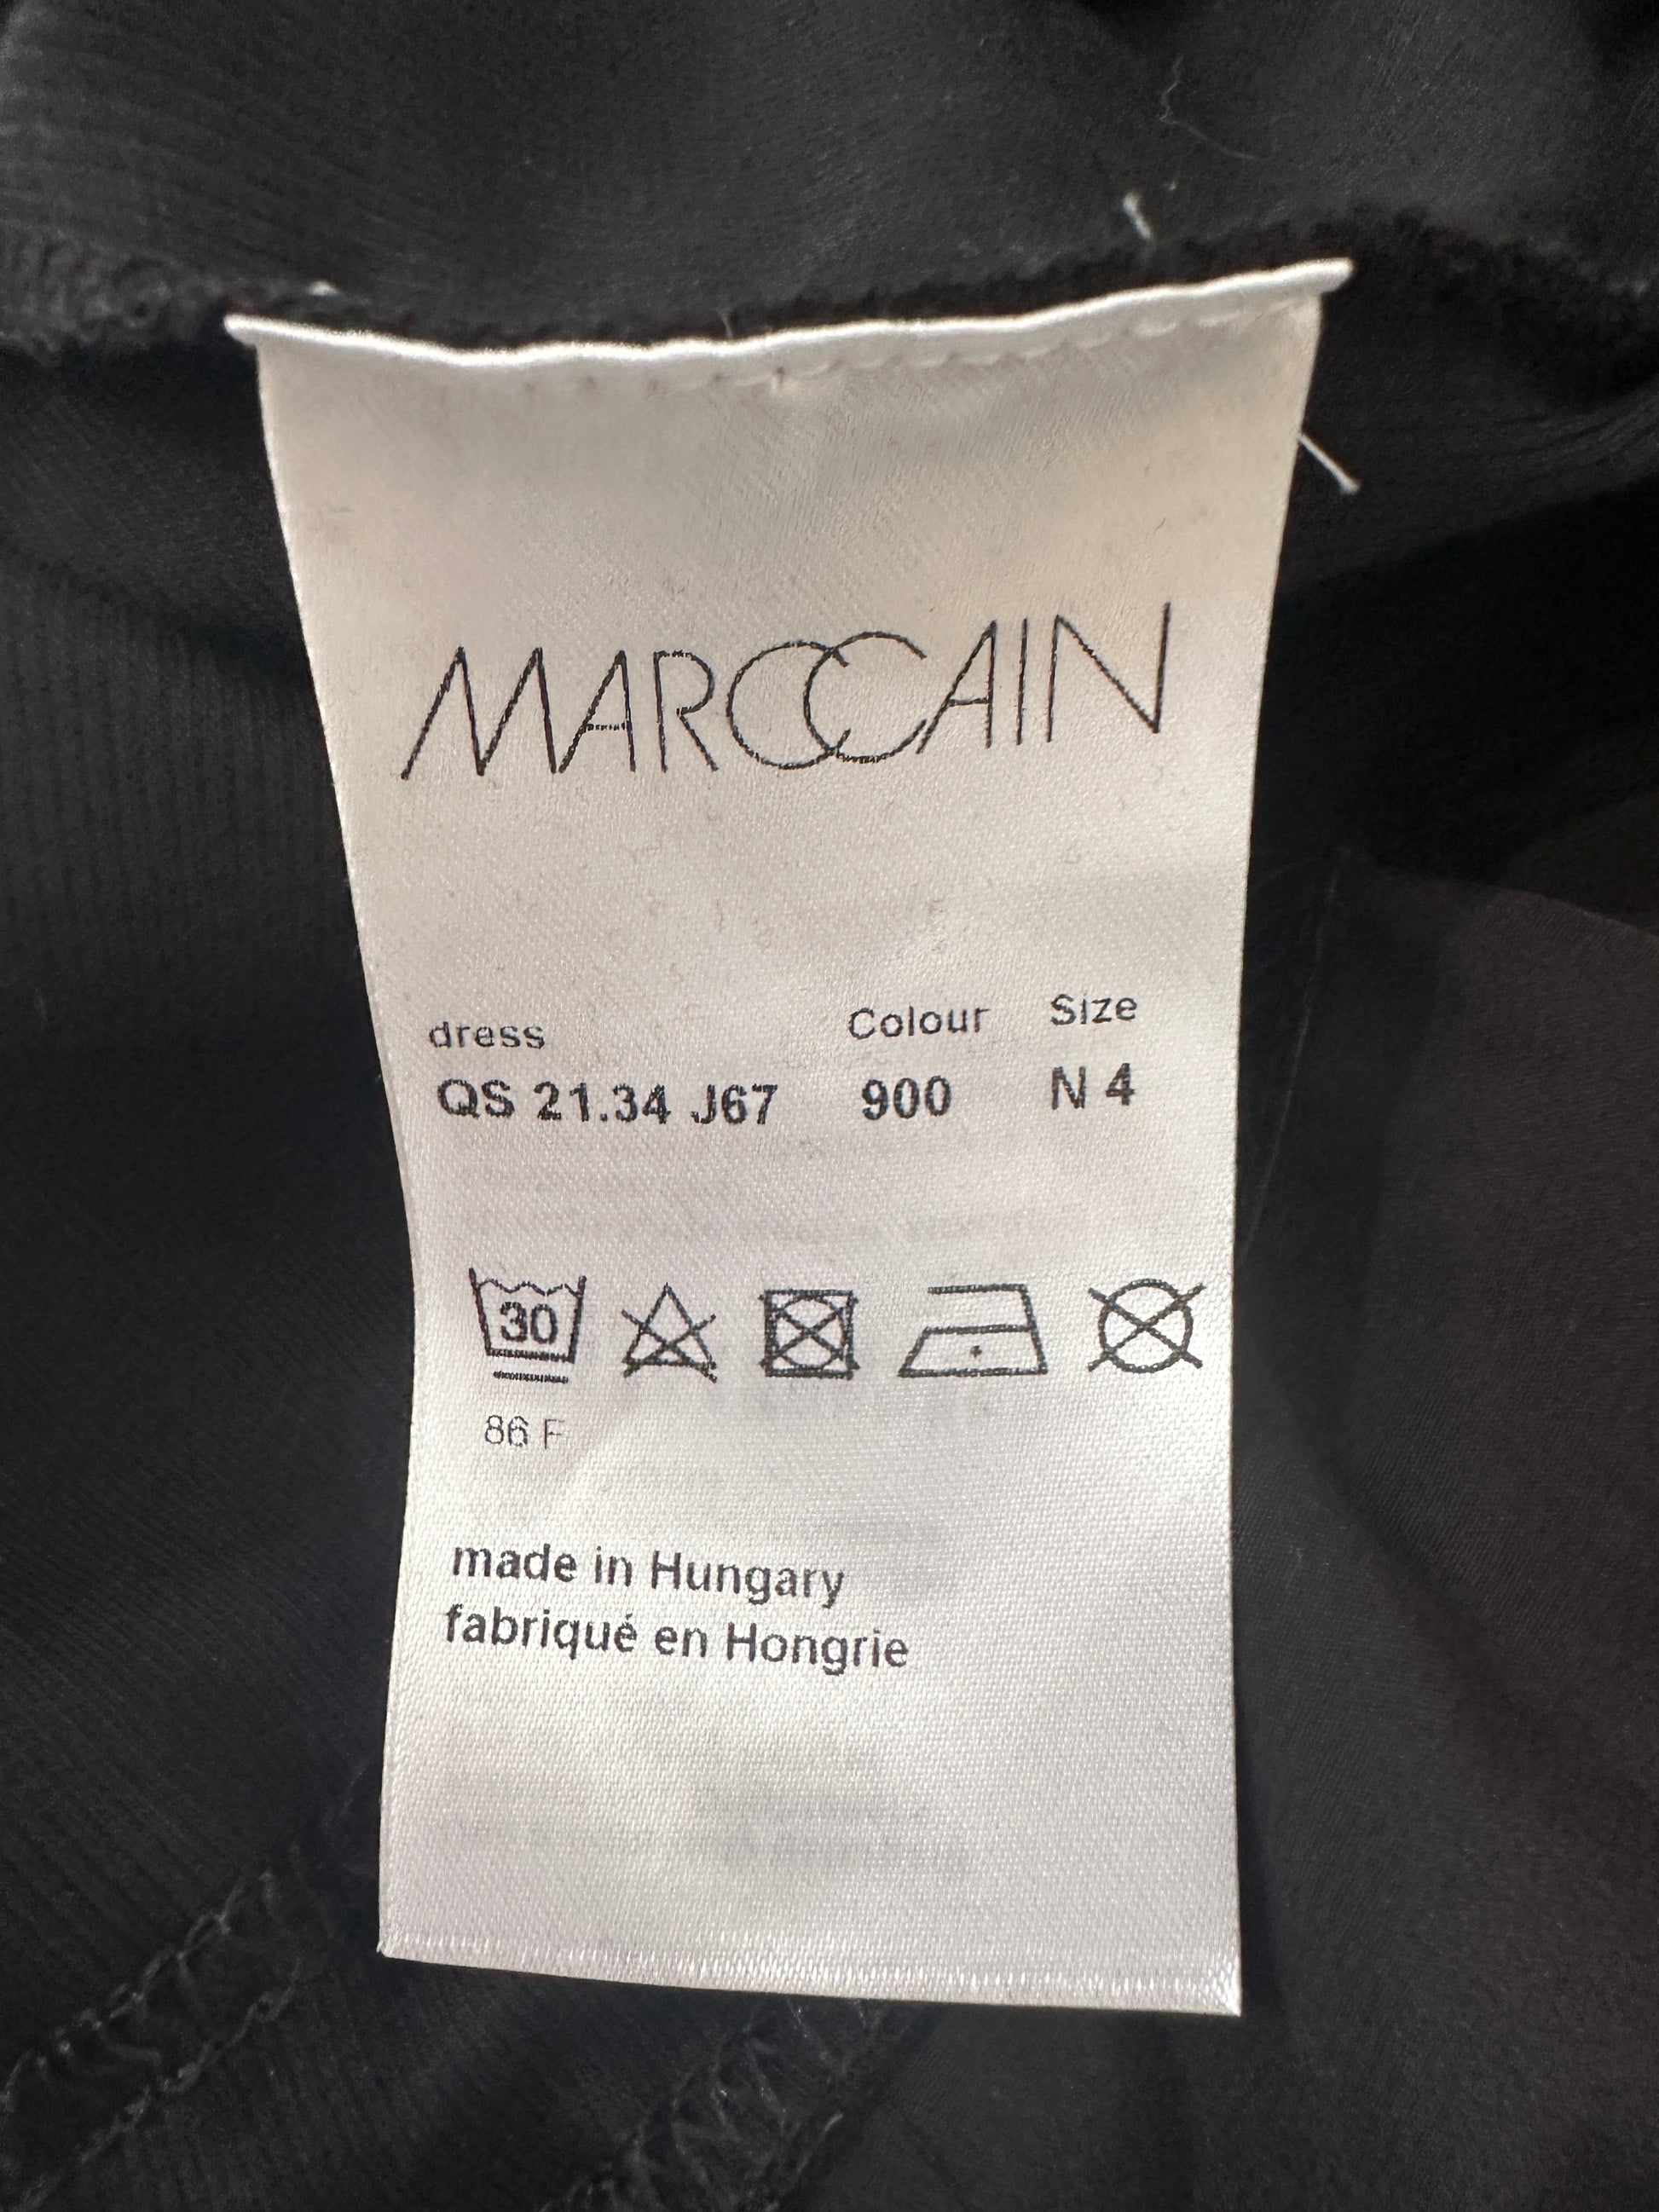 MARCCAIN
dress Colour Size
QS 21.34 J67 900 N 4
30
86 F
made in Hungary
fabriqué en Hongrie